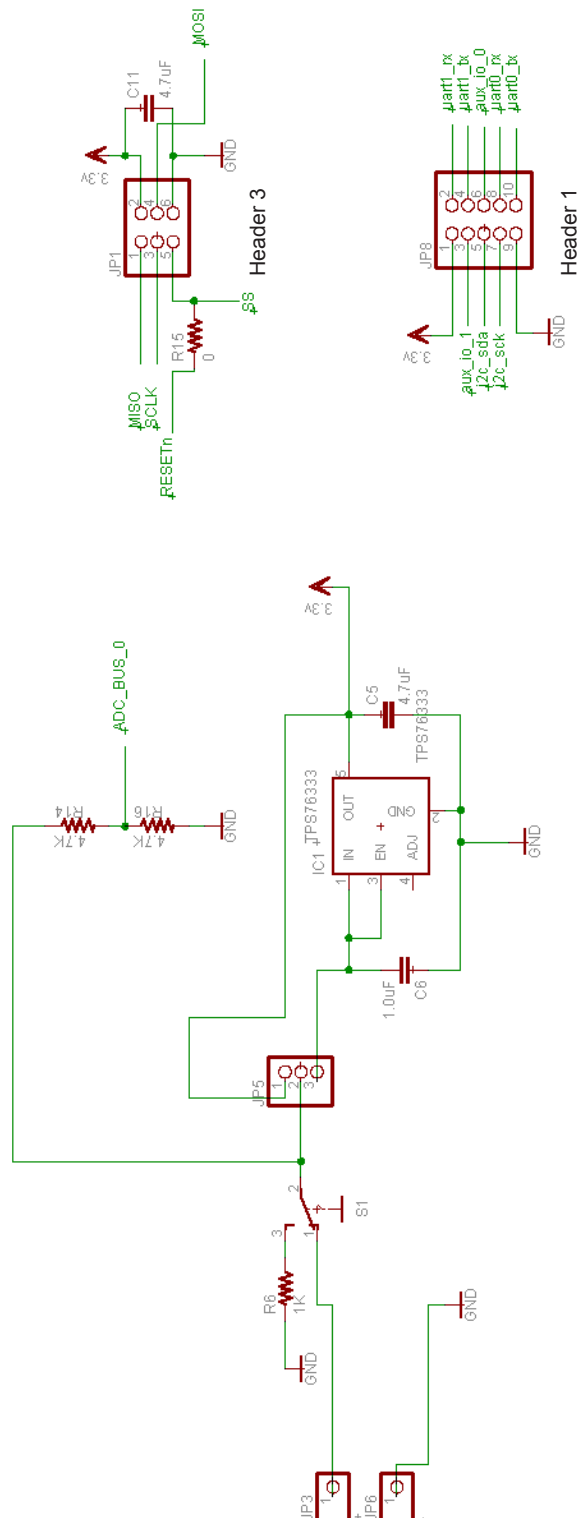 JP3
1
JP6
1
GND
GND
R6
1K
3
1
2
S1
JP5
1
2
3
4.7K
R14
4.7K
R16
GND
ADC_BUS_0
1.0uF
C6
IC1
TPS76333
1
3
4
IN
EN
ADJ
OUT
GND
5
2
C5
4.7uF
TPS76333
GND
3.3v
RESETn
MISO
SCLK
R15
0
SS
JP1
1
3
5
2
4
6
3.3v
C11
4.7uF
GND
MOSI
Header 3
3.3v
aux_io_1
i2c_sda
i2c_sck
GND
JP8
1
3
5
7
9
2
4
6
8
10
uart1_rx
uart1_tx
aux_io_0
uart0_rx
uart0_tx
Header 1